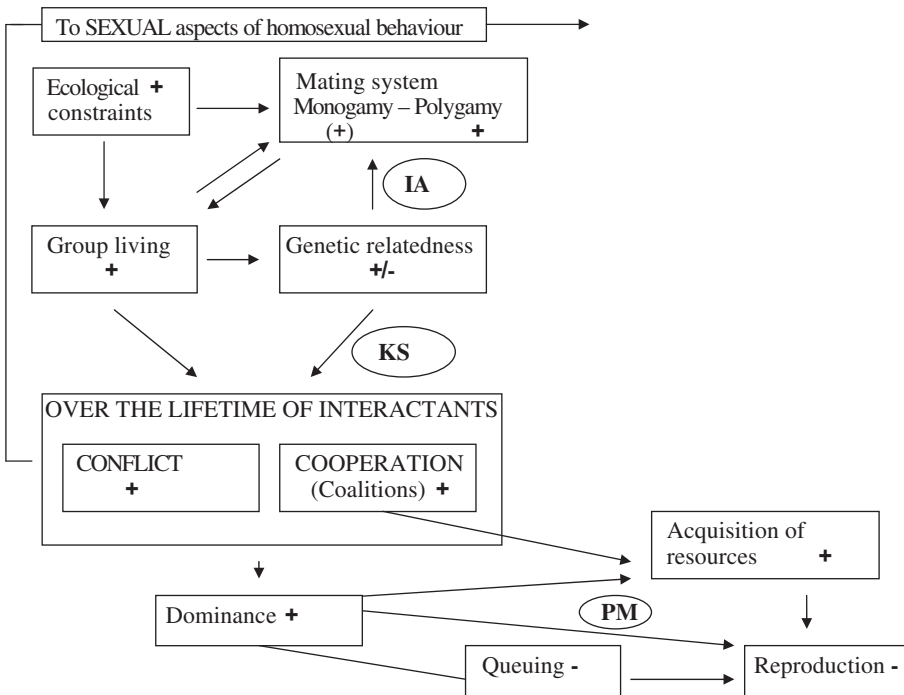 To SEXUAL aspects of homosexual behaviour
Ecological +
constraints
Mating system
Monogamy – Polygamy
(+) +
IA
Group living
+
Genetic relatedness
+/-
KS
OVER THE LIFETIME OF INTERACTANTS
CONFLICT
+
COOPERATION
(Coalitions) +
Acquisition of
resources +
Dominance +
PM
Queuing -
Reproduction -